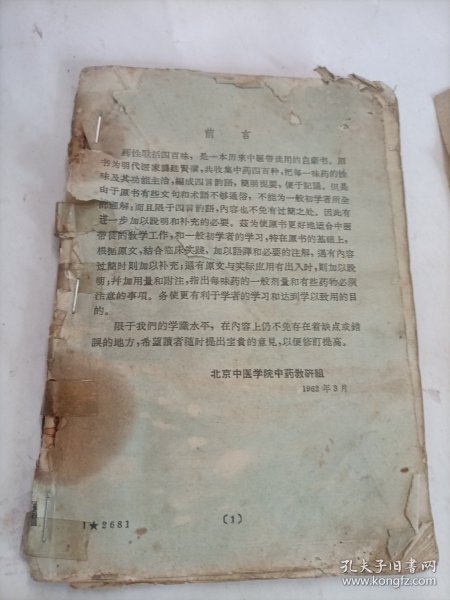 前言
药性歌括四百味，是一本历来中医带徒用的启蒙书。原
书为明代医家龔廷賢撰，共收集中药四百种，把每一味药的性
味及其功能主治，編成四言韵語，簡明扼要，便于記誦。但是
由于原书有些文句和术語不够通俗，不能为一般初学者所全
部理解；而且限于四言韵語，内容也不免有过簡之处。因此有
进一步加以說明和补充的必要。茲为使原书更好地适合中医
带徒的教学工作，和一般初学者的学习，特在原书的基础上，
根据原文，結合临床实践，加以語譯和必要的注解，遇有内容
过簡时则加以补充；遇有原文与实际应用有出入时，则加以說
明；幷加用量和附注，指出每味药的一般剂量和有些药物必須
注意的事项。务使更有利于学者的学习和达到学以致用的目
的。
限于我們的学識水平，在內容上仍不免存在着缺点或錯
誤的地方，希望讀者随时提出宝貴的意見，以便修訂提高。
北京中医学院中药教研組
1962年3月
1★2681
〔1〕
孔夫子旧书网
www.kongfz.com